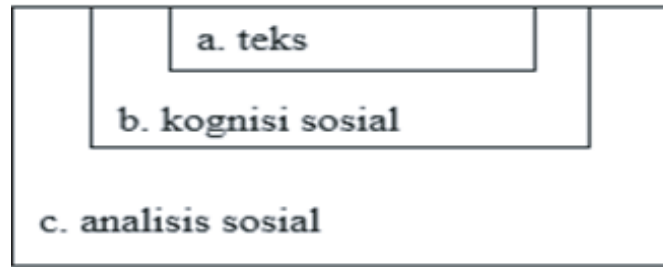 a. teks
b. kognisi sosial
c. analisis sosial